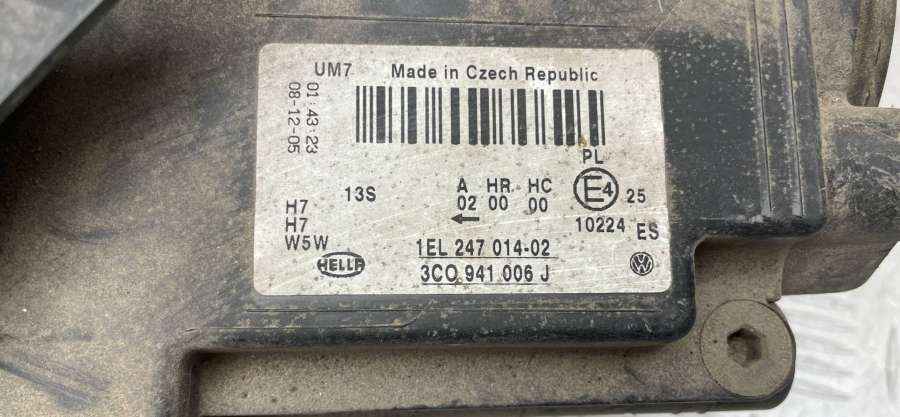 UM7 Made in Czech Republic
01:43:23
08-12-05
PL
13S
A HR HC
02 00 00
E4 25
10224 ES
H7
H7
W5W
HELLA
1EL 247 014-02
3C0 941 006 J
VW